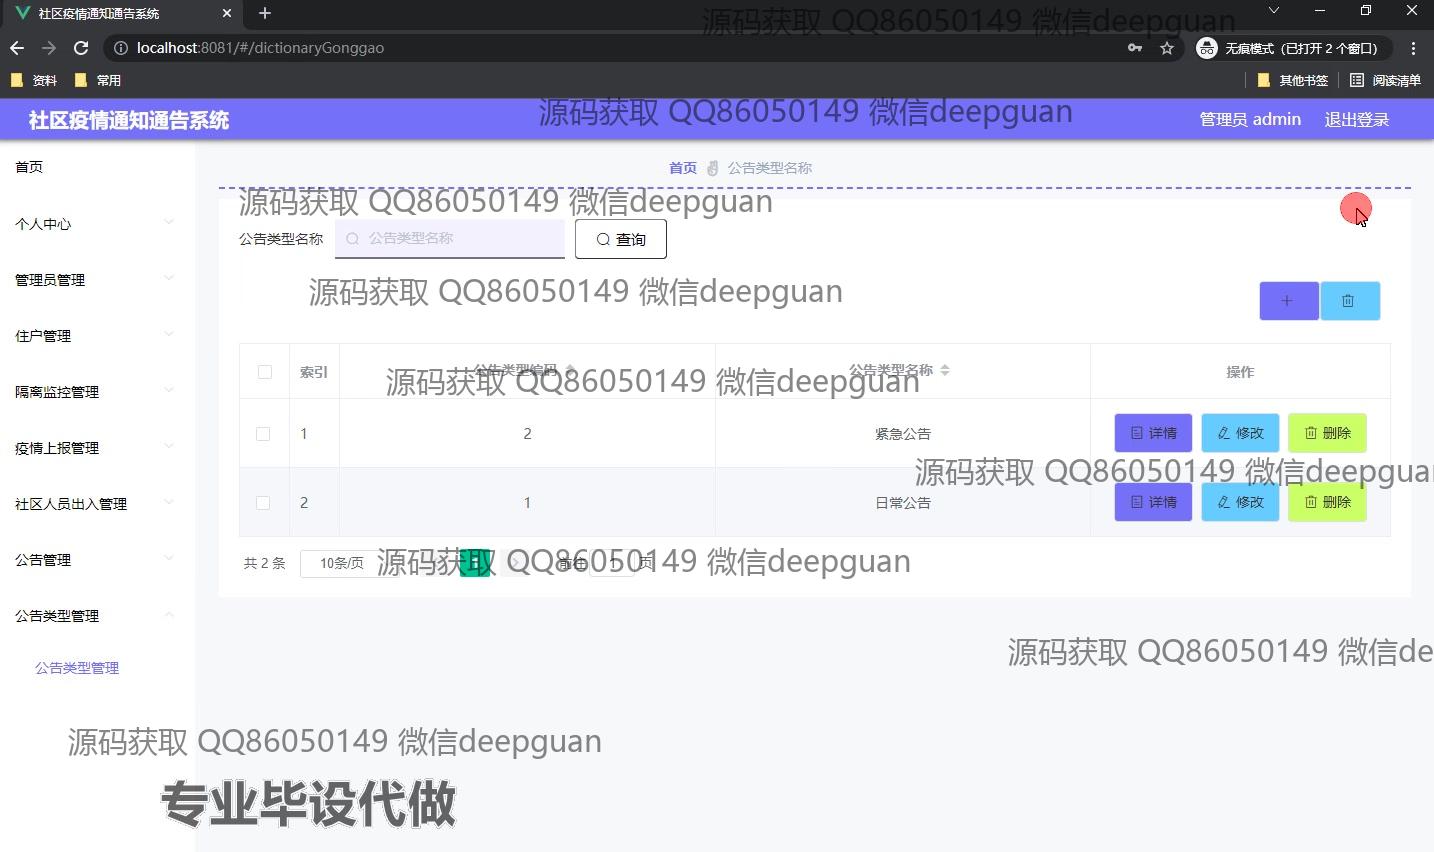 社区疫情通知通告系统
源码获取 QQ86050149 微信deepguan
localhost:8081/#/dictionaryGonggao
无痕模式（已打开 2 个窗口）
资料
常用
其他书签
阅读清单
社区疫情通知通告系统
源码获取 QQ86050149 微信deepguan
管理员 admin
退出登录
首页
个人中心
管理员管理
住户管理
隔离监控管理
疫情上报管理
社区人员出入管理
公告管理
公告类型管理
公告类型管理
首页
公告类型名称
源码获取 QQ86050149 微信deepguan
公告类型名称
公告类型名称
查询
源码获取 QQ86050149 微信deepguan
索引
公告类型编码
公告类型名称
操作
源码获取 QQ86050149 微信deepguan
1
2
紧急公告
详情
修改
删除
源码获取 QQ86050149 微信deepguan
2
1
日常公告
详情
修改
删除
共 2 条
10条/页
前往
1
页
源码获取 QQ86050149 微信deepguan
源码获取 QQ86050149 微信de
源码获取 QQ86050149 微信deepguan
专业毕设代做